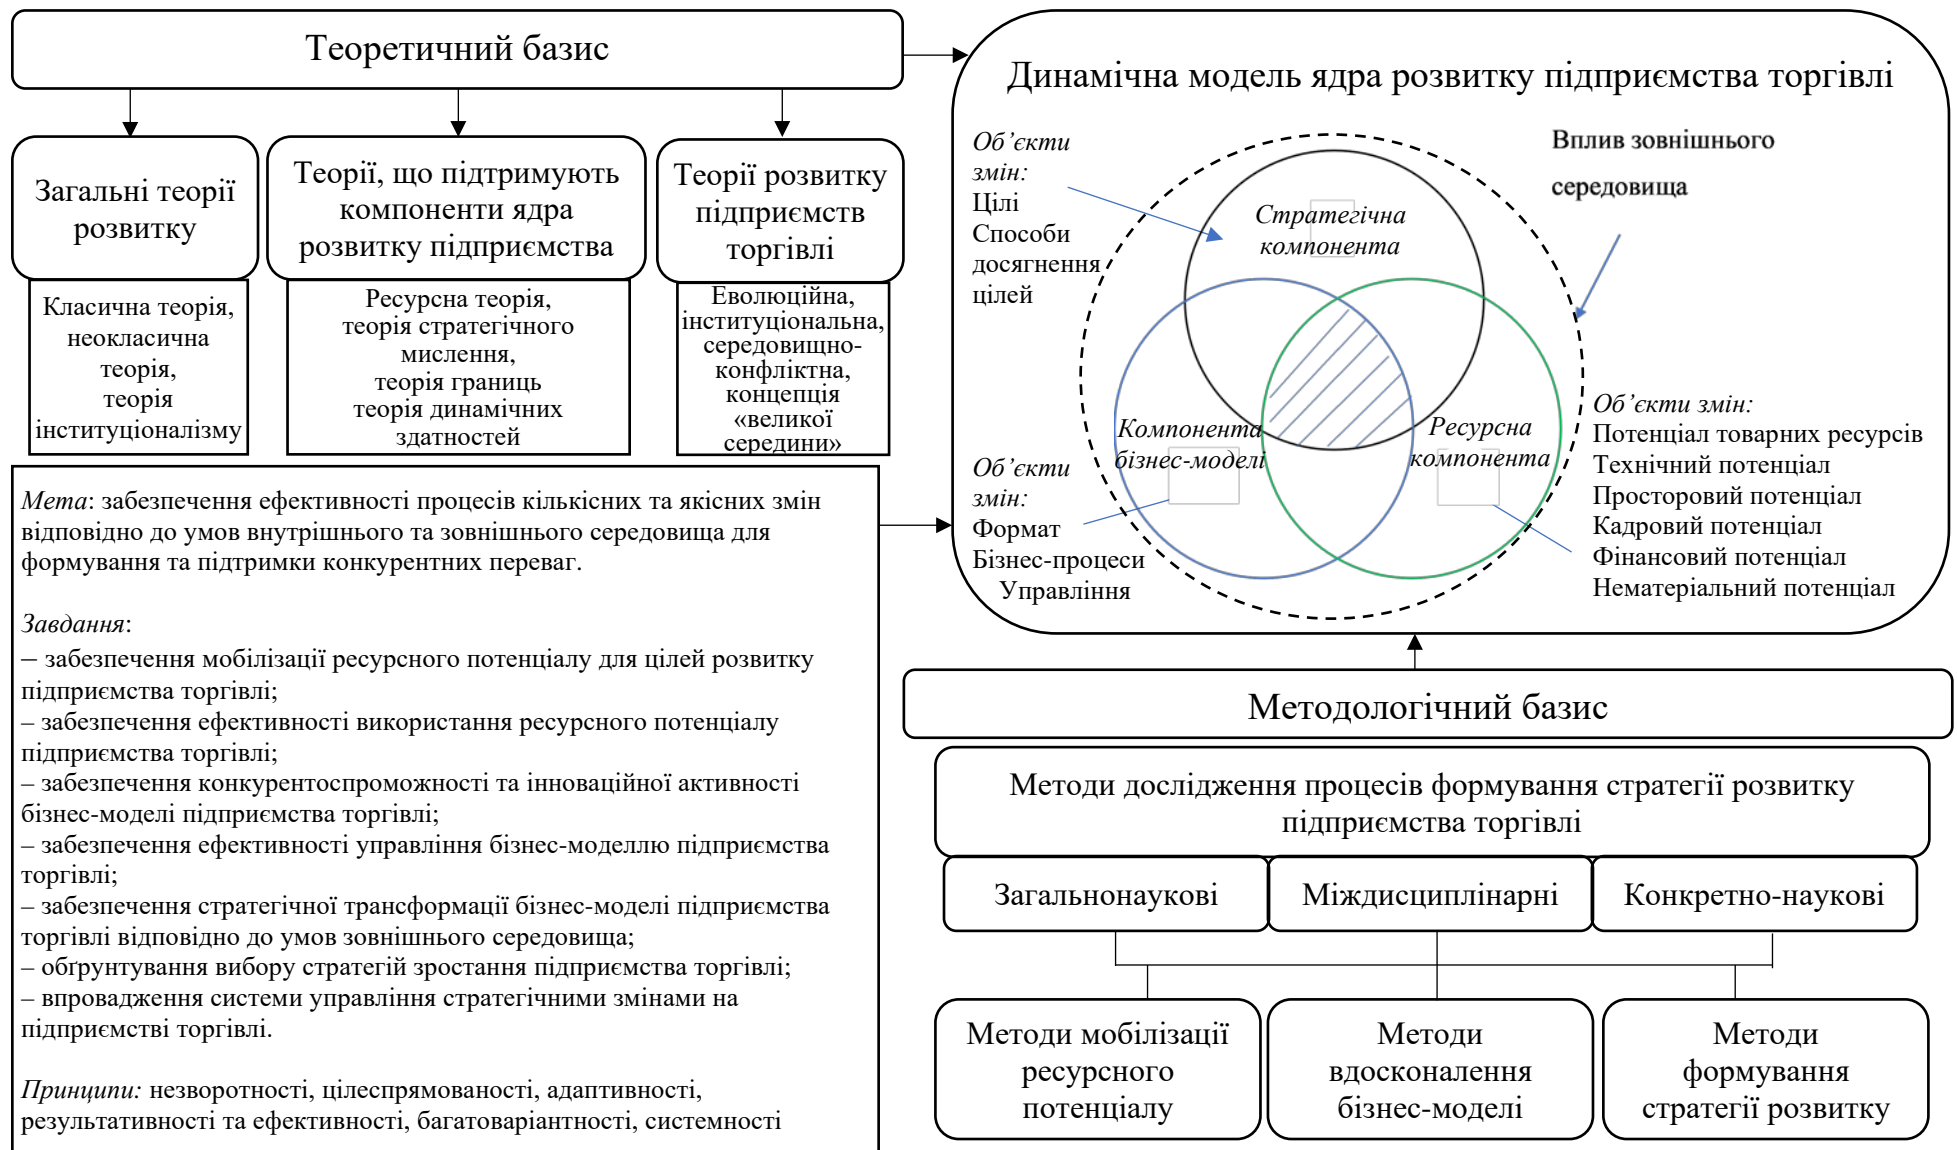 Теоретичний базис
Загальні теорії
розвитку
Теорії, що підтримують
компоненти ядра
розвитку підприємства
Теорії розвитку
підприємств
торгівлі
Класична теорія,
неокласична
теорія,
теорія
інституціоналізму
Ресурсна теорія,
теорія стратегічного
мислення,
теорія границь
теорія динамічних
здатностей
Еволюційна,
інституціональна,
середовищно-
конфліктна,
концепція
«великої
середини»
Мета: забезпечення ефективності процесів кількісних та якісних змін
відповідно до умов внутрішнього та зовнішнього середовища для
формування та підтримки конкурентних переваг.
Завдання:
– забезпечення мобілізації ресурсного потенціалу для цілей розвитку
підприємства торгівлі;
– забезпечення ефективності використання ресурсного потенціалу
підприємства торгівлі;
– забезпечення конкурентоспроможності та інноваційної активності
бізнес-моделі підприємства торгівлі;
– забезпечення ефективності управління бізнес-моделлю підприємства
торгівлі;
– забезпечення стратегічної трансформації бізнес-моделі підприємства
торгівлі відповідно до умов зовнішнього середовища;
– обґрунтування вибору стратегій зростання підприємства торгівлі;
– впровадження системи управління стратегічними змінами на
підприємстві торгівлі.
Принципи: незворотності, цілеспрямованості, адаптивності,
результативності та ефективності, багатоваріантності, системності
Динамічна модель ядра розвитку підприємства торгівлі
Об’єкти
змін:
Цілі
Способи
досягнення
цілей
Стратегічна
компонента
Вплив зовнішнього
середовища
Компонента
бізнес-моделі
Ресурсна
компонента
Об’єкти
змін:
Формат
Бізнес-процеси
Управління
Об’єкти змін:
Потенціал товарних ресурсів
Технічний потенціал
Просторовий потенціал
Кадровий потенціал
Фінансовий потенціал
Нематеріальний потенціал
Методологічний базис
Методи дослідження процесів формування стратегії розвитку
підприємства торгівлі
Загальнонаукові
Міждисциплінарні
Конкретно-наукові
Методи мобілізації
ресурсного
потенціалу
Методи
вдосконалення
бізнес-моделі
Методи
формування
стратегії розвитку